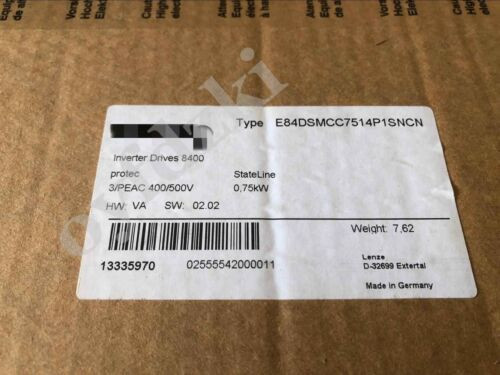 Type E84DSMCC7514P1SNCN
Inverter Drives 8400
protec StateLine
3/PEAC 400/500V 0,75kW
HW: VA SW: 02.02
Weight: 7,62
13335970 02555542000011
Lenze
D-32699 Extertal
Made in Germany